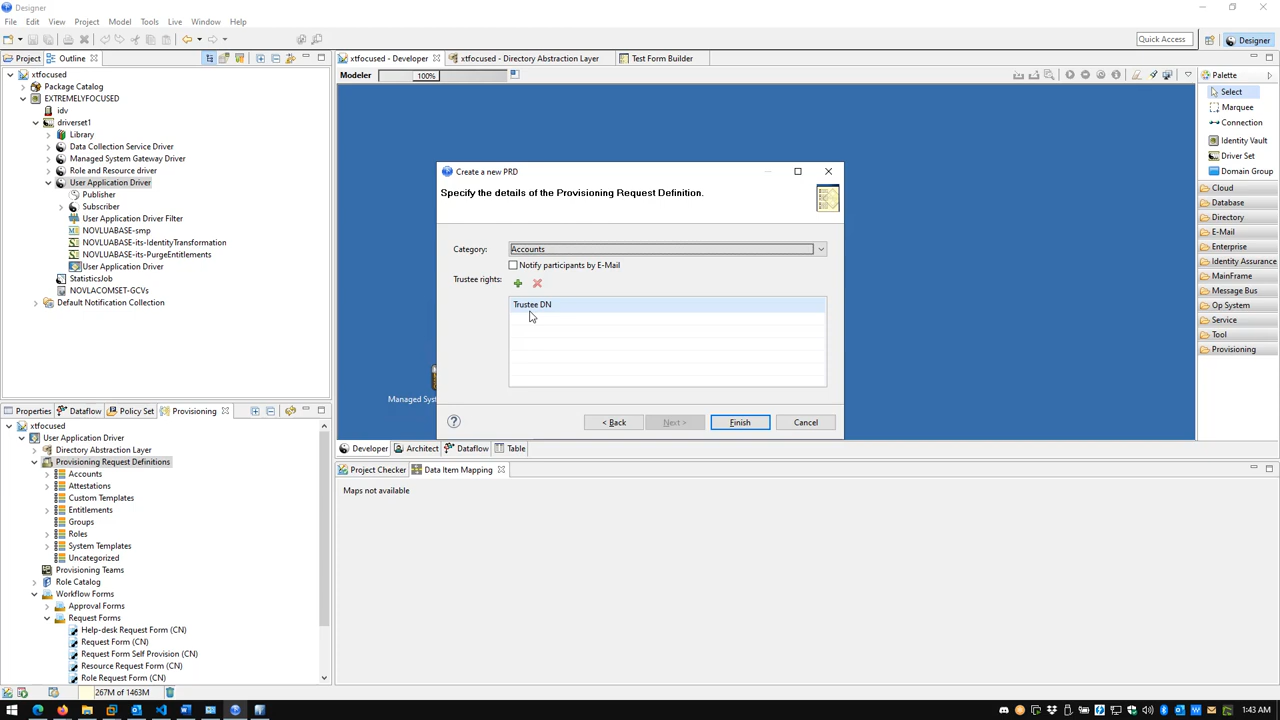 Designer
File Edit View Project Model Tools Live Window Help
Quick Access
Designer
Project Outline
xtfocused - Developer
xtfocused - Directory Abstraction Layer
Test Form Builder
Modeler 100%
Palette
Select
Marquee
Connection
Identity Vault
Driver Set
Domain Group
Cloud
Database
Directory
E-Mail
Enterprise
Identity Assurance
MainFrame
Message Bus
Op System
Service
Tool
Provisioning
xtfocused
Package Catalog
EXTREMELYFOCUSED
idv
driverset1
Library
Data Collection Service Driver
Managed System Gateway Driver
Role and Resource driver
User Application Driver
Publisher
Subscriber
User Application Driver Filter
NOVLUABASE-smp
NOVLUABASE-its-IdentityTransformation
NOVLUABASE-its-PurgeEntitlements
User Application Driver
StatisticsJob
NOVLACOMSET-GCVs
Default Notification Collection
Create a new PRD
Specify the details of the Provisioning Request Definition.
Category: Accounts
Notify participants by E-Mail
Trustee rights:
Trustee DN
< Back
Next >
Finish
Cancel
Managed Sys
Properties Dataflow Policy Set Provisioning
xtfocused
User Application Driver
Directory Abstraction Layer
Provisioning Request Definitions
Accounts
Attestations
Custom Templates
Entitlements
Groups
Roles
System Templates
Uncategorized
Provisioning Teams
Role Catalog
Workflow Forms
Approval Forms
Request Forms
Help-desk Request Form (CN)
Request Form (CN)
Request Form Self Provision (CN)
Resource Request Form (CN)
Role Request Form (CN)
Developer Architect Dataflow Table
Project Checker Data Item Mapping
Maps not available
267M of 1463M
1:43 AM